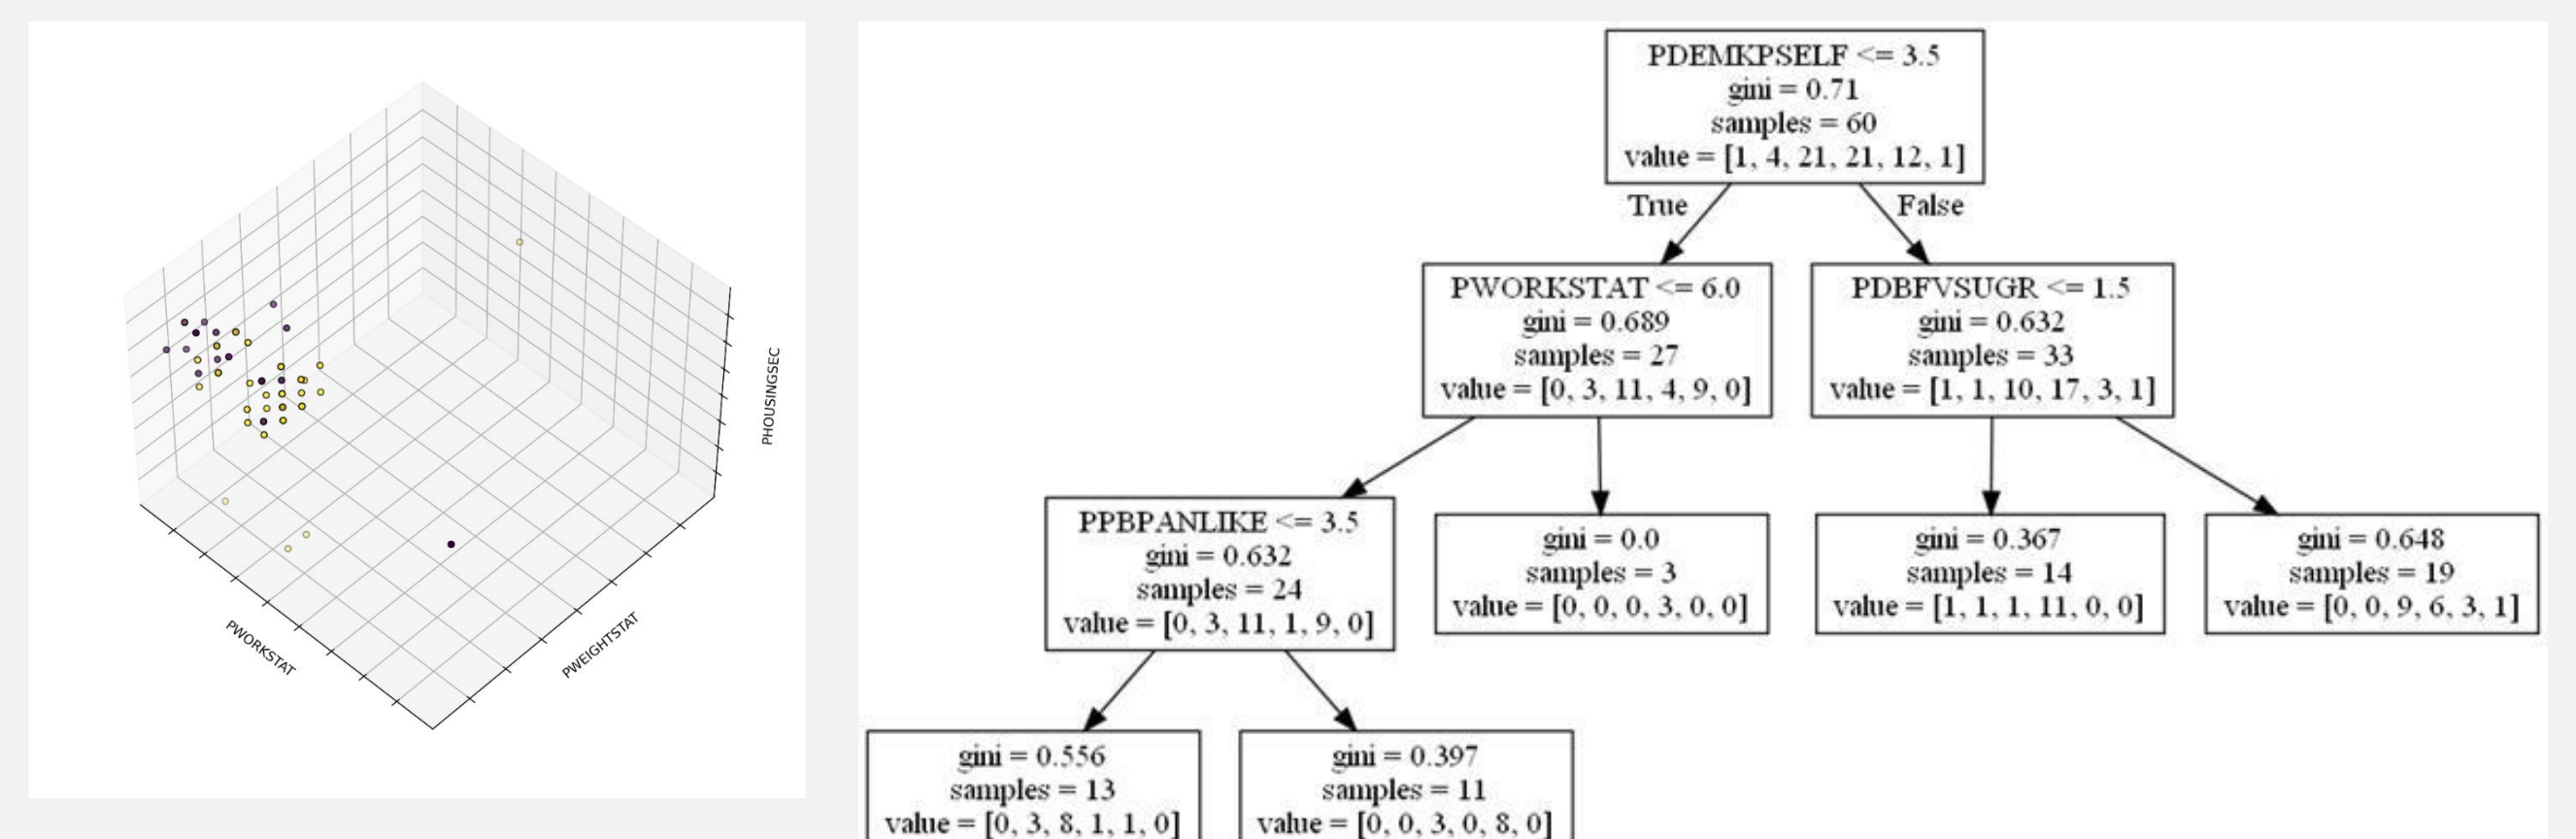 PWORKSTAT
PWEIGHTSTAT
PHOUSINGSEC
PDEMKPSELF <= 3.5
gini = 0.71
samples = 60
value = [1, 4, 21, 21, 12, 1]
True
False
PWORKSTAT <= 6.0
gini = 0.689
samples = 27
value = [0, 3, 11, 4, 9, 0]
PDBFVSUGR <= 1.5
gini = 0.632
samples = 33
value = [1, 1, 10, 17, 3, 1]
PPBPANLIKE <= 3.5
gini = 0.632
samples = 24
value = [0, 3, 11, 1, 9, 0]
gini = 0.0
samples = 3
value = [0, 0, 0, 3, 0, 0]
gini = 0.367
samples = 14
value = [1, 1, 1, 11, 0, 0]
gini = 0.648
samples = 19
value = [0, 0, 9, 6, 3, 1]
gini = 0.556
samples = 13
value = [0, 3, 8, 1, 1, 0]
gini = 0.397
samples = 11
value = [0, 0, 3, 0, 8, 0]